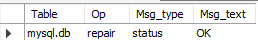 Table Op Msg_type Msg_text
mysql.db repair status OK